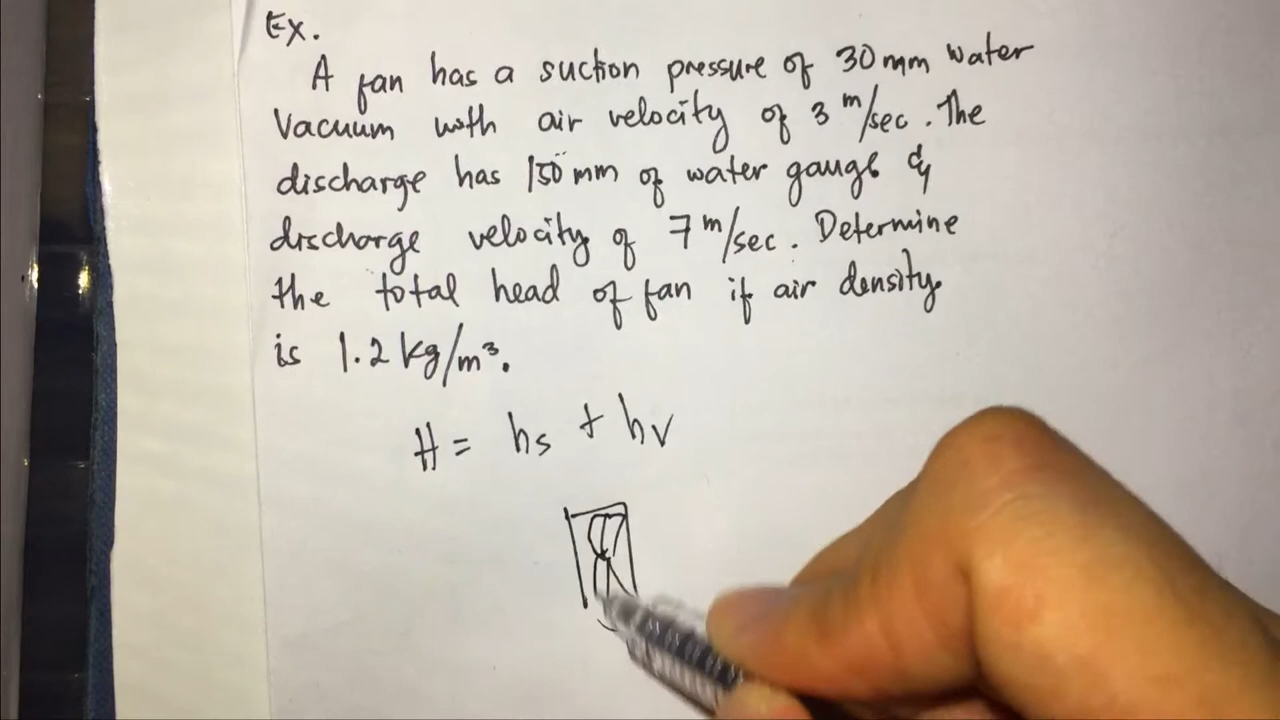 Ex.
A fan has a suction pressure of 30 mm water
Vacuum with air velocity of 3 m/sec. The
discharge has 150 mm of water gauge &
discharge velocity of 7 m/sec. Determine
the total head of fan if air density
is 1.2 kg/m³.
H = hs + hv